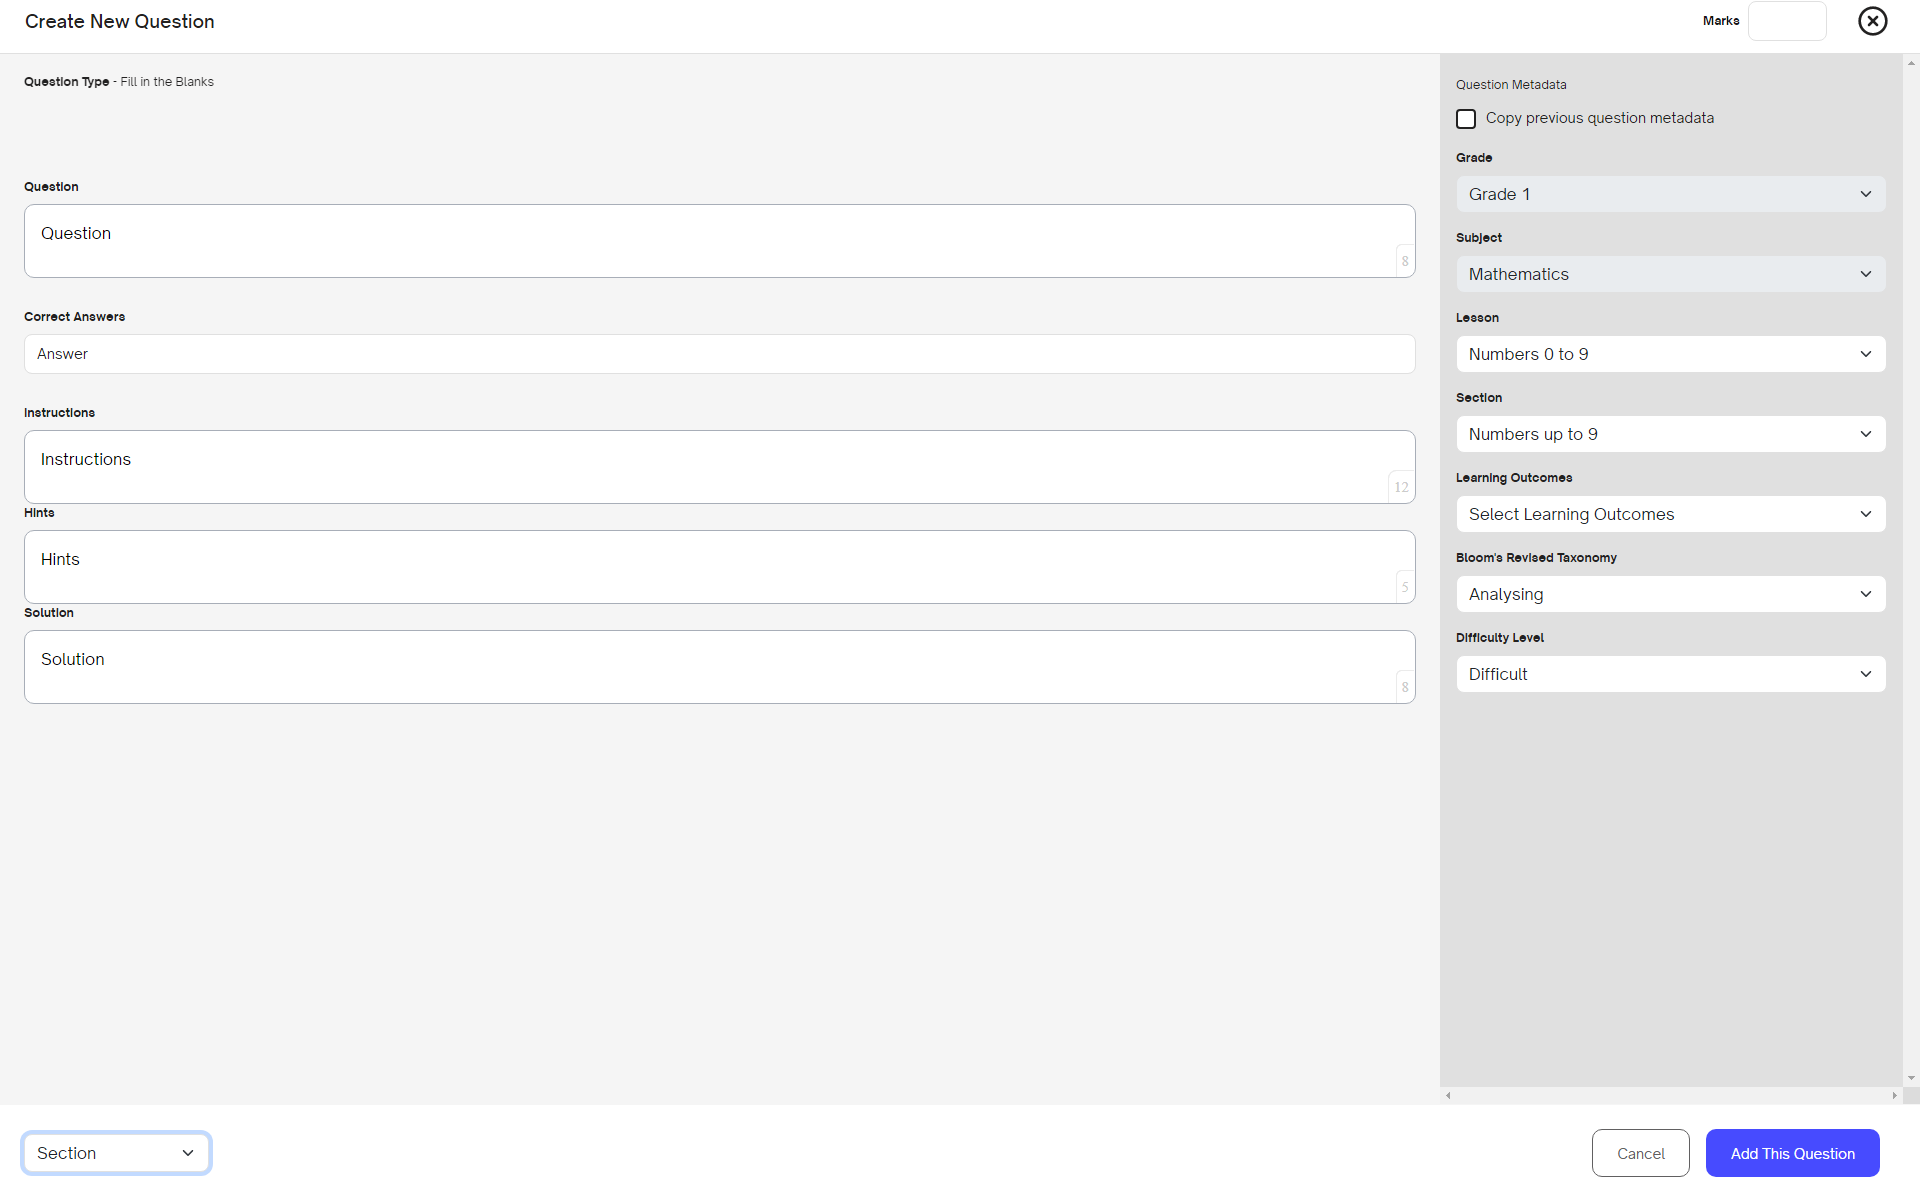 Create New Question
Marks
Question Type - Fill in the Blanks
Question
Question
8
Correct Answers
Answer
Instructions
Instructions
12
Hints
Hints
5
Solution
Solution
8
Question Metadata
Copy previous question metadata
Grade
Grade 1
Subject
Mathematics
Lesson
Numbers 0 to 9
Section
Numbers up to 9
Learning Outcomes
Select Learning Outcomes
Bloom's Revised Taxonomy
Analysing
Difficulty Level
Difficult
Section
Cancel
Add This Question